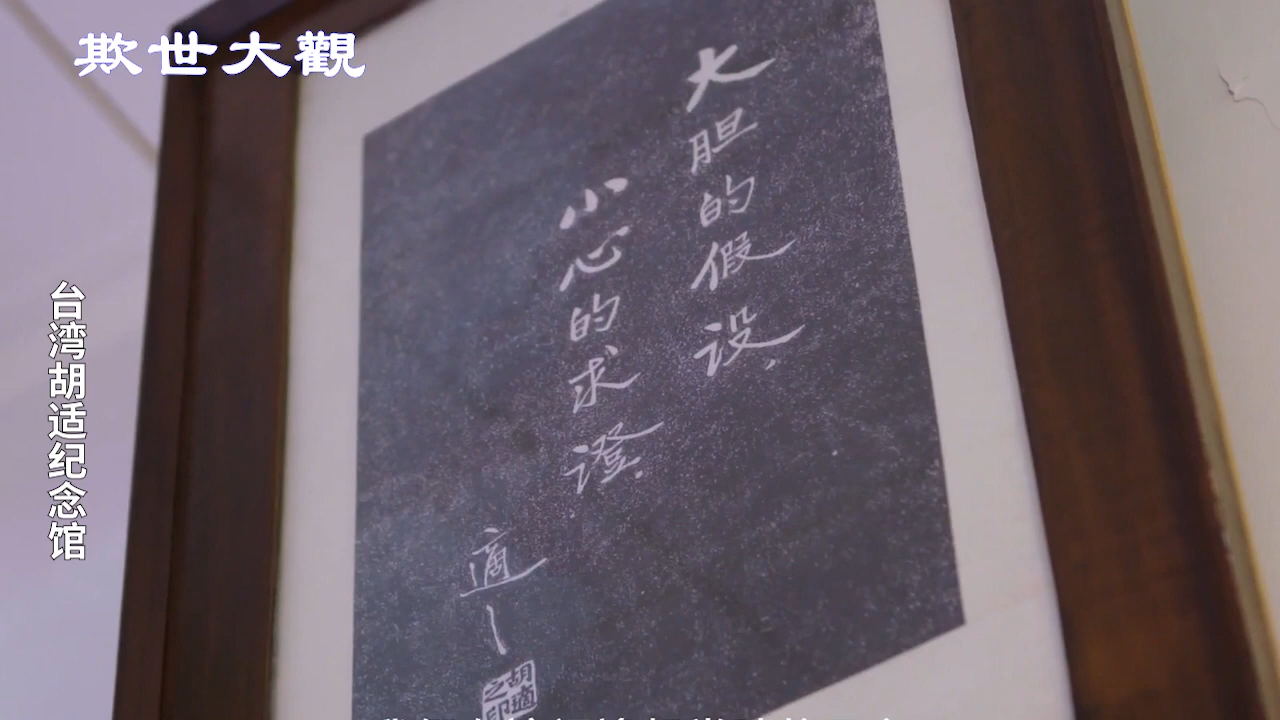 欺世大觀
台湾胡适纪念馆
大胆的假设，
小心的求證．
適
胡適之印